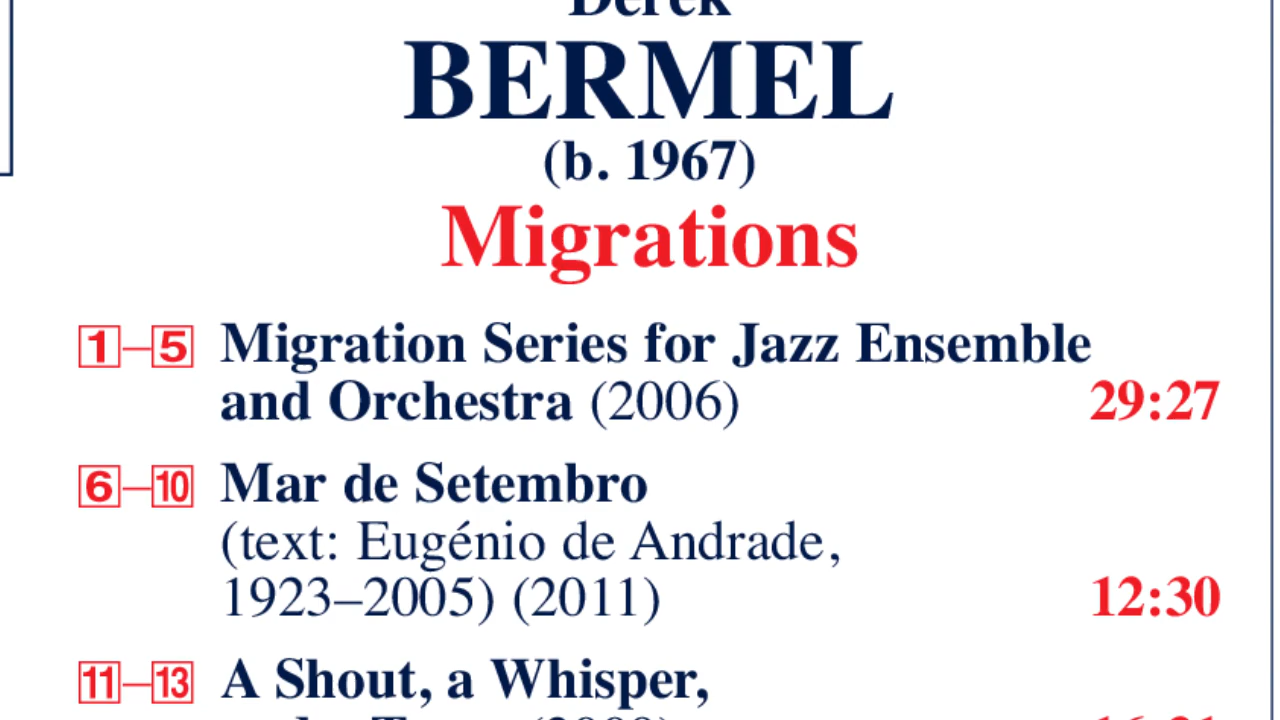 Derek
BERMEL
(b. 1967)
Migrations
1–5 Migration Series for Jazz Ensemble
and Orchestra (2006) 29:27
6–10 Mar de Setembro
(text: Eugénio de Andrade,
1923–2005) (2011) 12:30
11–13 A Shout, a Whisper,